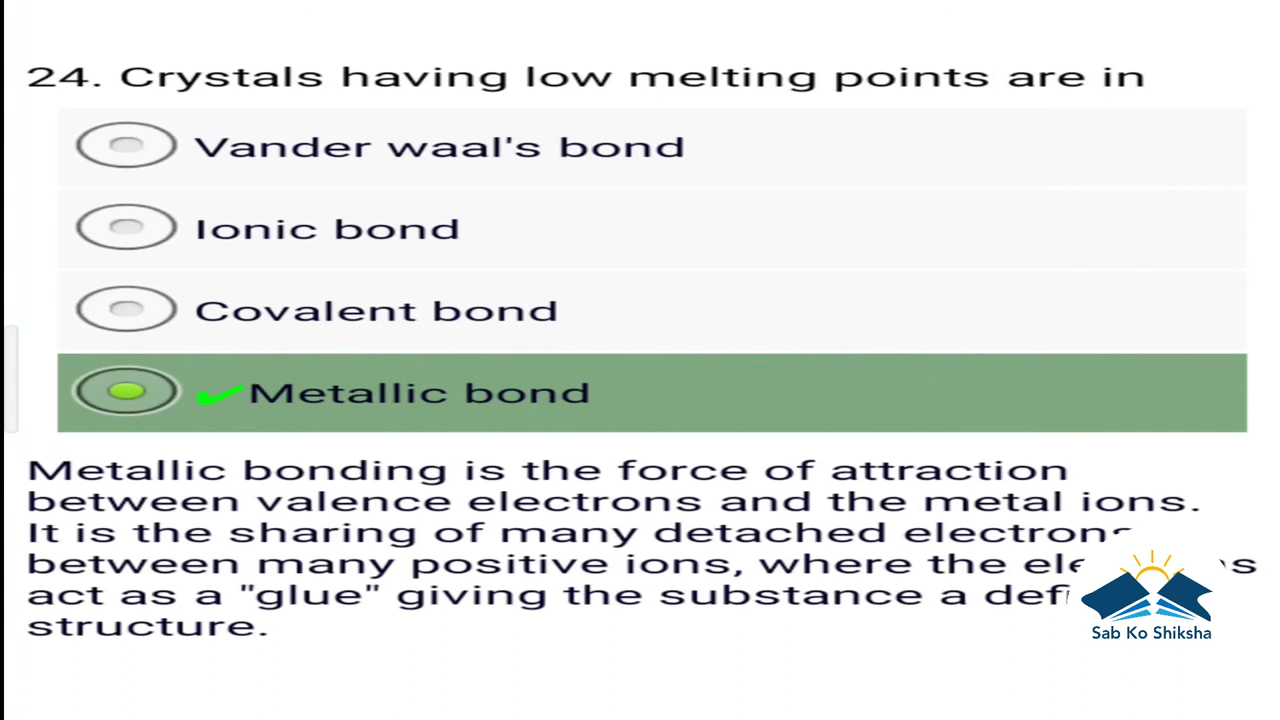 24. Crystals having low melting points are in
Vander waal's bond
Ionic bond
Covalent bond
Metallic bond
Metallic bonding is the force of attraction
between valence electrons and the metal ions.
It is the sharing of many detached electrons
between many positive ions, where the
act as a "glue" giving the substance a
structure.
Sab Ko Shiksha